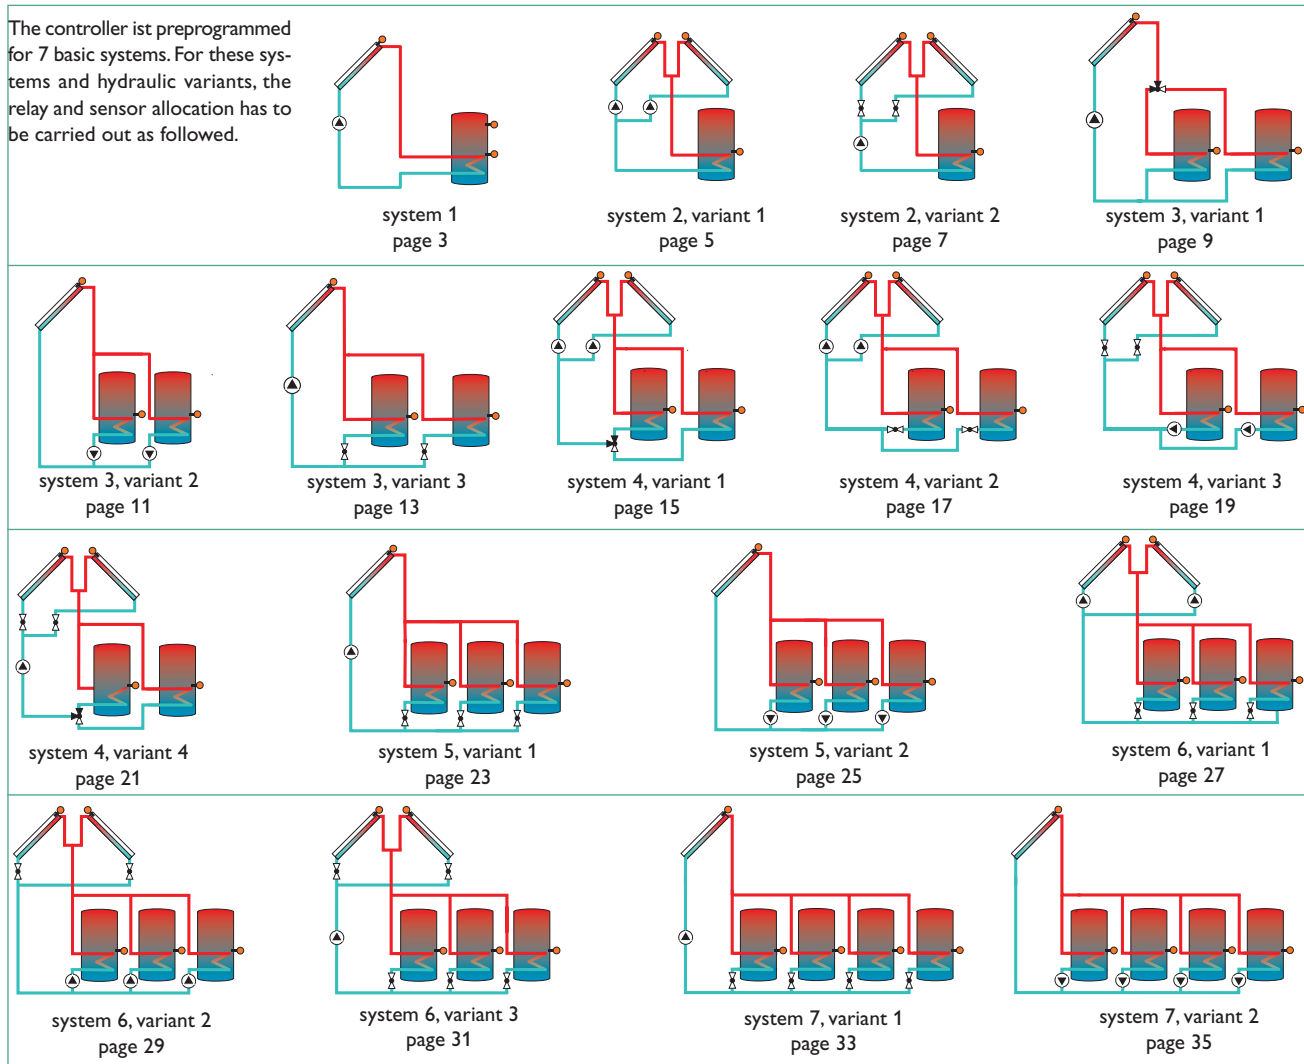 The controller ist preprogrammed
for 7 basic systems. For these sys-
tems and hydraulic variants, the
relay and sensor allocation has to
be carried out as followed.
system 1
page 3
system 2, variant 1
page 5
system 2, variant 2
page 7
system 3, variant 1
page 9
system 3, variant 2
page 11
system 3, variant 3
page 13
system 4, variant 1
page 15
system 4, variant 2
page 17
system 4, variant 3
page 19
system 4, variant 4
page 21
system 5, variant 1
page 23
system 5, variant 2
page 25
system 6, variant 1
page 27
system 6, variant 2
page 29
system 6, variant 3
page 31
system 7, variant 1
page 33
system 7, variant 2
page 35